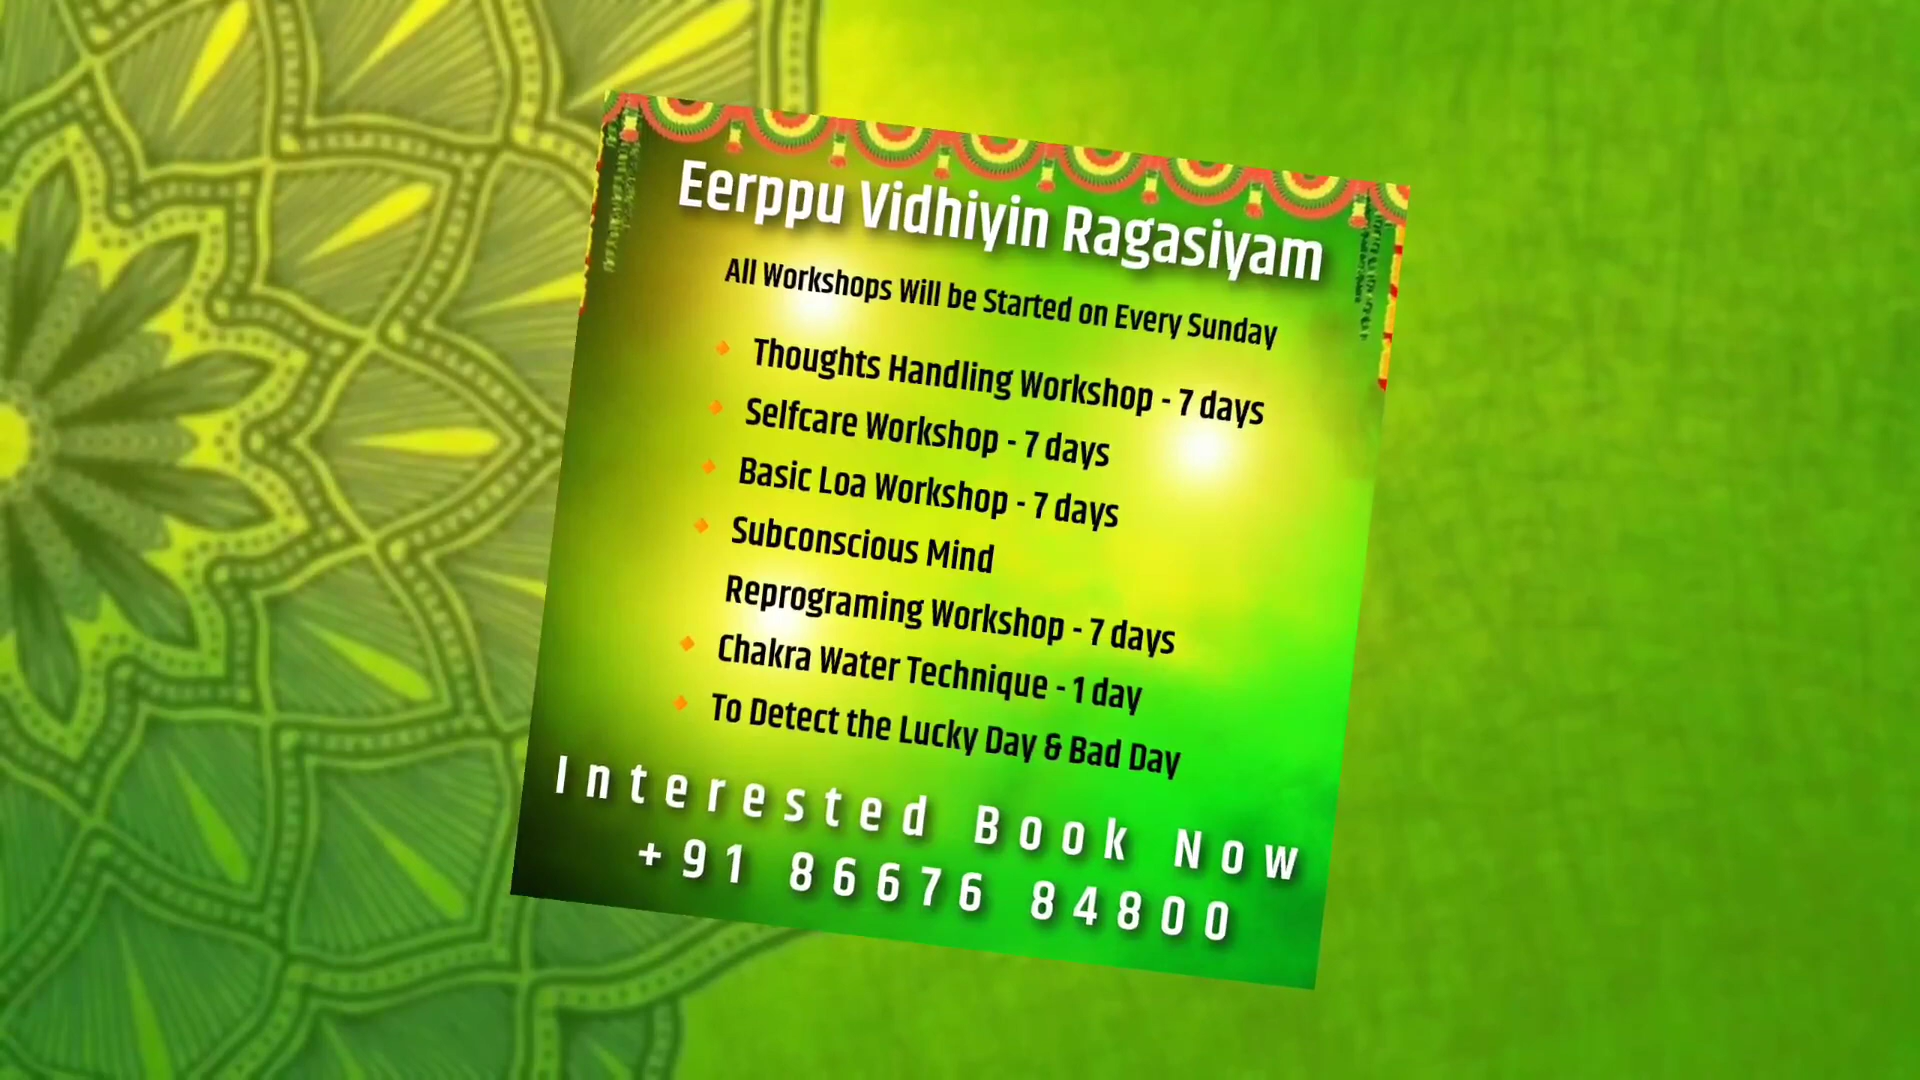 Eerppu Vidhiyin Ragasiyam
All Workshops Will be Started on Every Sunday
Thoughts Handling Workshop - 7 days
Selfcare Workshop - 7 days
Basic Loa Workshop - 7 days
Subconscious Mind
Reprograming Workshop - 7 days
Chakra Water Technique - 1 day
To Detect the Lucky Day & Bad Day
Interested Book Now
+91 86676 84800